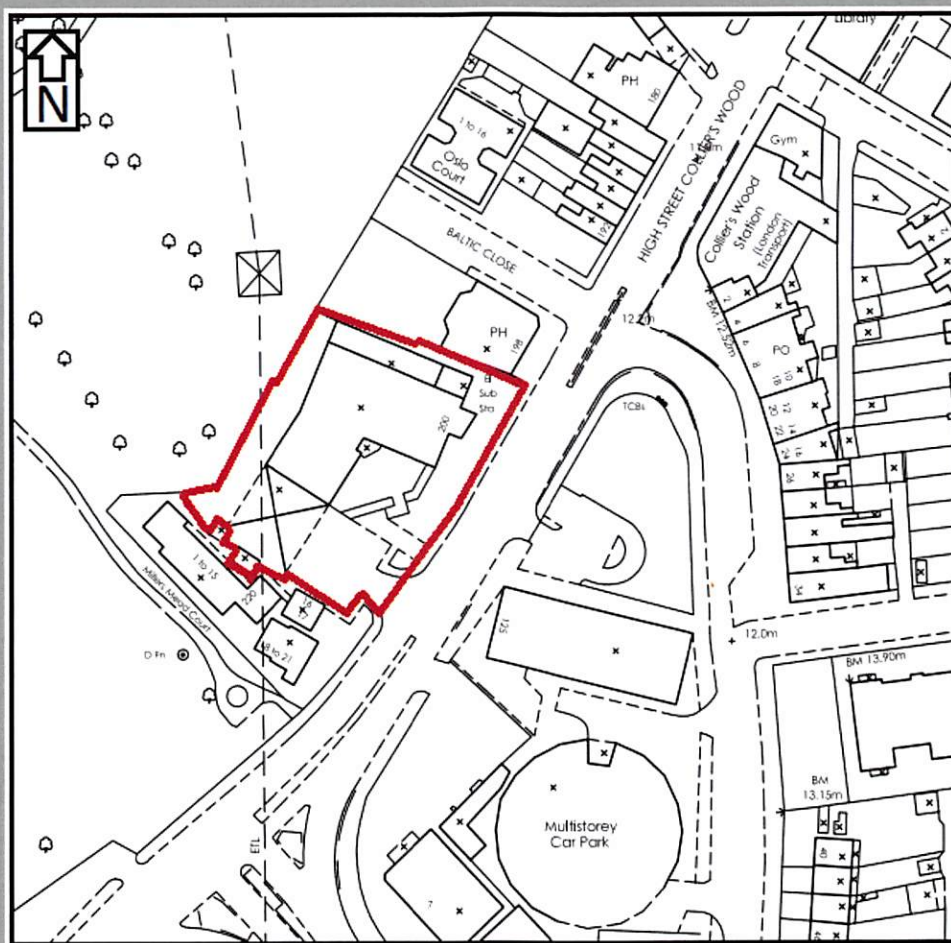 N
Library
PH
180
1 to 16
Oslo
Court
192
HIGH STREET COLLIER'S WOOD
Gym
Collier's Wood
Station
(London
Transport)
BALTIC CLOSE
2
2
4
6
8
BM 12.52m
12.2m
PH
198
PO
10
18
12
20
14
22
16
24
26
El
Sub
Sta
200
TCBs
34
1 to 15
220
Millers Mead Court
16
17
18 to 21
D Fn
125
12.0m
BM 13.90m
BM
13.15m
Multistorey
Car Park
ETL
7
40